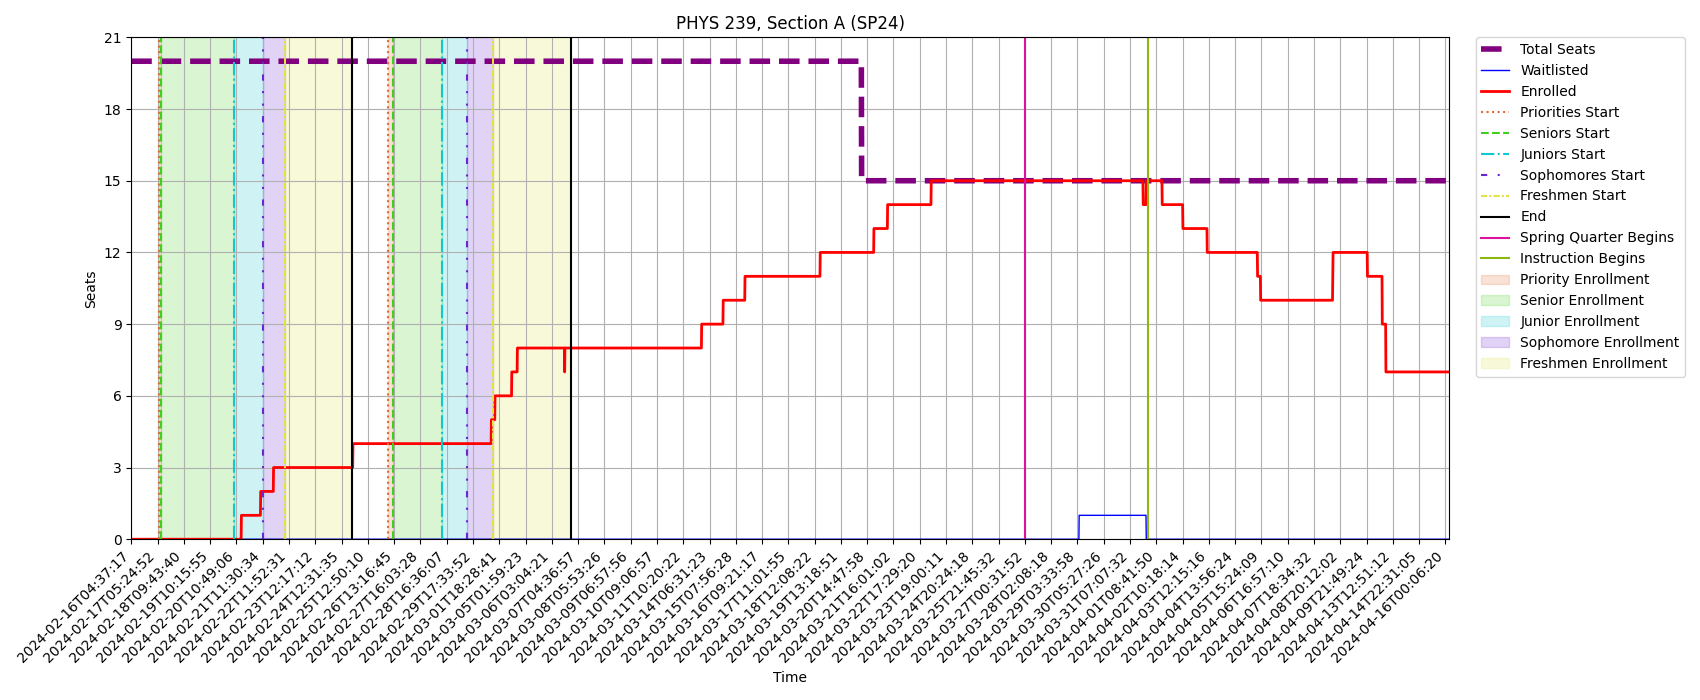 PHYS 239, Section A (SP24)
21
18
15
12
9
6
3
0
Seats
2024-02-16T04:37:17
2024-02-17T05:24:52
2024-02-18T09:43:40
2024-02-19T10:15:55
2024-02-20T10:49:06
2024-02-21T11:30:34
2024-02-22T11:52:31
2024-02-23T12:17:12
2024-02-24T12:31:35
2024-02-25T12:50:10
2024-02-26T13:16:45
2024-02-27T16:03:28
2024-02-28T16:36:07
2024-02-29T17:33:52
2024-03-01T18:28:41
2024-03-05T01:59:23
2024-03-06T03:04:21
2024-03-07T04:36:57
2024-03-08T05:53:26
2024-03-09T06:57:56
2024-03-10T09:06:57
2024-03-11T10:20:22
2024-03-14T06:31:23
2024-03-15T07:56:28
2024-03-16T09:21:17
2024-03-17T11:01:55
2024-03-18T12:08:22
2024-03-19T13:18:51
2024-03-20T14:47:58
2024-03-21T16:01:02
2024-03-22T17:29:20
2024-03-23T19:00:11
2024-03-24T20:24:18
2024-03-25T21:45:32
2024-03-27T00:31:52
2024-03-28T02:08:18
2024-03-29T03:33:58
2024-03-30T05:27:26
2024-03-31T07:07:32
2024-04-01T08:41:50
2024-04-02T10:18:14
2024-04-03T12:15:16
2024-04-04T13:56:24
2024-04-05T15:24:09
2024-04-06T16:57:10
2024-04-07T18:34:32
2024-04-08T20:12:02
2024-04-09T21:49:24
2024-04-13T12:51:12
2024-04-14T22:31:05
2024-04-16T00:06:20
Time
Total Seats
Waitlisted
Enrolled
Priorities Start
Seniors Start
Juniors Start
Sophomores Start
Freshmen Start
End
Spring Quarter Begins
Instruction Begins
Priority Enrollment
Senior Enrollment
Junior Enrollment
Sophomore Enrollment
Freshmen Enrollment